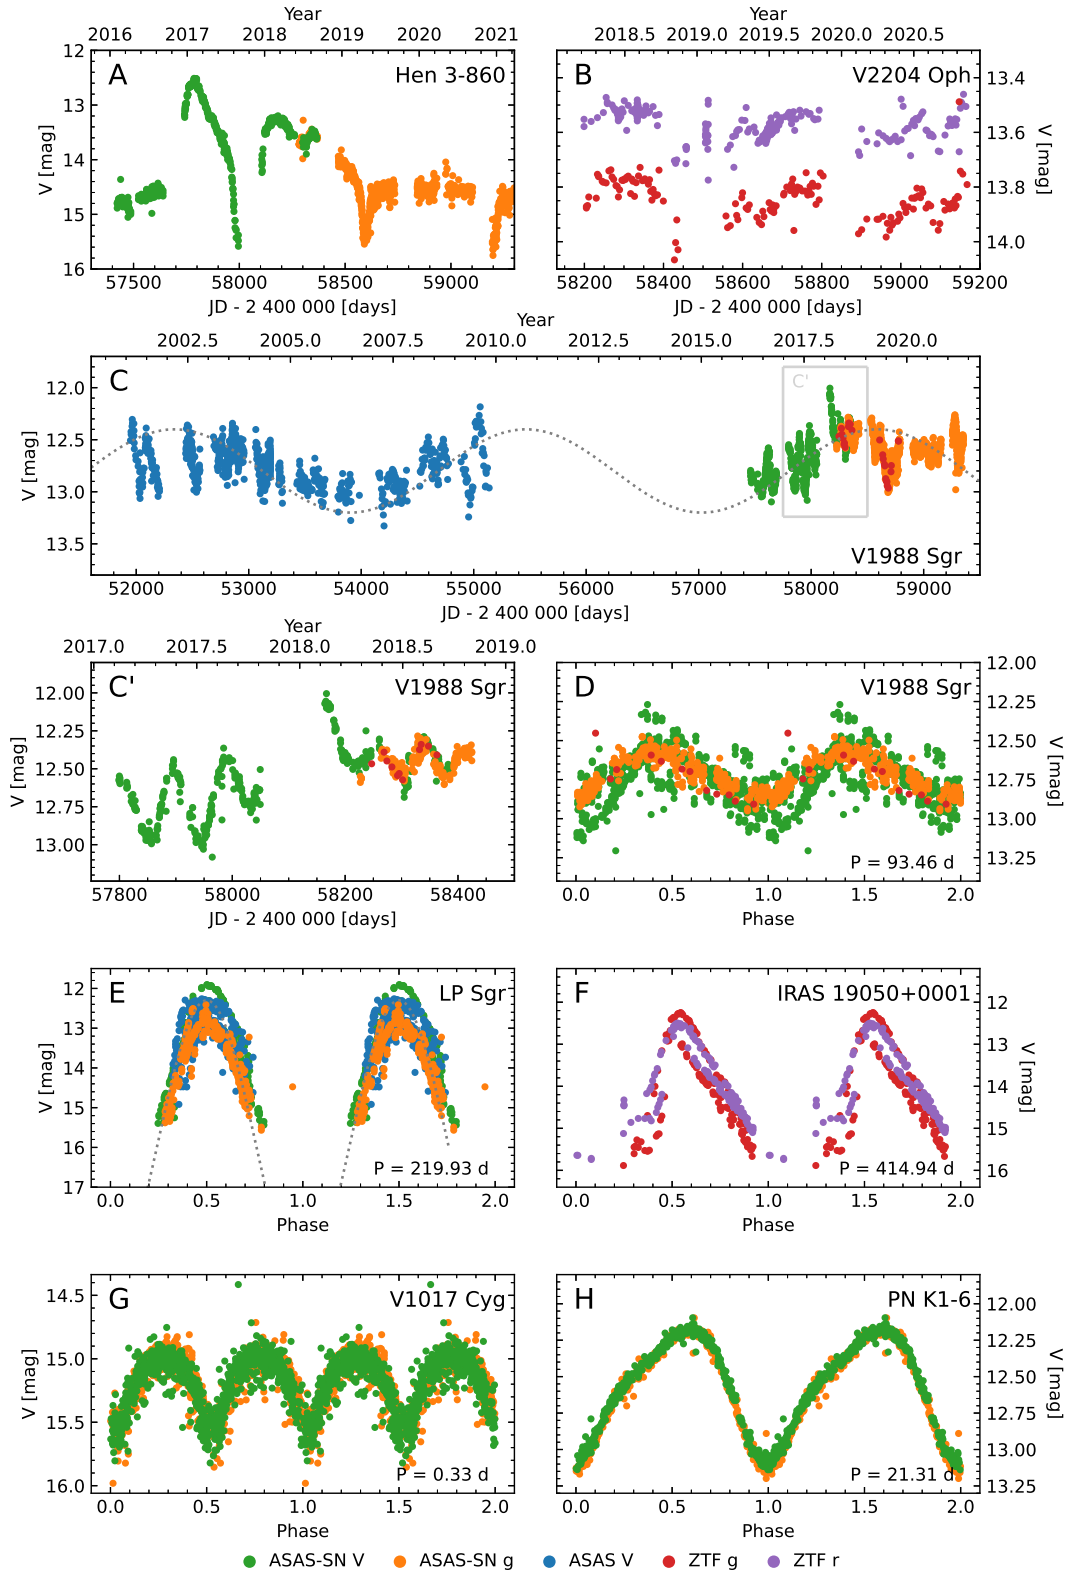 Year
2016 2017 2018 2019 2020 2021
A
Hen 3-860
12
13
14
15
16
V [mag]
57500 58000 58500 59000
JD - 2 400 000 [days]
Year
2018.5 2019.0 2019.5 2020.0 2020.5
B
V2204 Oph
13.4
13.6
13.8
14.0
V [mag]
58200 58400 58600 58800 59000 59200
JD - 2 400 000 [days]
Year
2002.5 2005.0 2007.5 2010.0 2012.5 2015.0 2017.5 2020.0
C
C'
12.0
12.5
13.0
13.5
V [mag]
V1988 Sgr
52000 53000 54000 55000 56000 57000 58000 59000
JD - 2 400 000 [days]
Year
2017.0 2017.5 2018.0 2018.5 2019.0
C'
V1988 Sgr
12.00
12.25
12.50
12.75
13.00
V [mag]
57800 58000 58200 58400
JD - 2 400 000 [days]
D
V1988 Sgr
12.00
12.25
12.50
12.75
13.00
13.25
V [mag]
P = 93.46 d
0.0 0.5 1.0 1.5 2.0
Phase
E
LP Sgr
12
13
14
15
16
17
V [mag]
P = 219.93 d
0.0 0.5 1.0 1.5 2.0
Phase
F
IRAS 19050+0001
12
13
14
15
16
V [mag]
P = 414.94 d
0.0 0.5 1.0 1.5 2.0
Phase
G
V1017 Cyg
14.5
15.0
15.5
16.0
V [mag]
P = 0.33 d
0.0 0.5 1.0 1.5 2.0
Phase
H
PN K1-6
12.00
12.25
12.50
12.75
13.00
13.25
V [mag]
P = 21.31 d
0.0 0.5 1.0 1.5 2.0
Phase
ASAS-SN V ASAS-SN g ASAS V ZTF g ZTF r